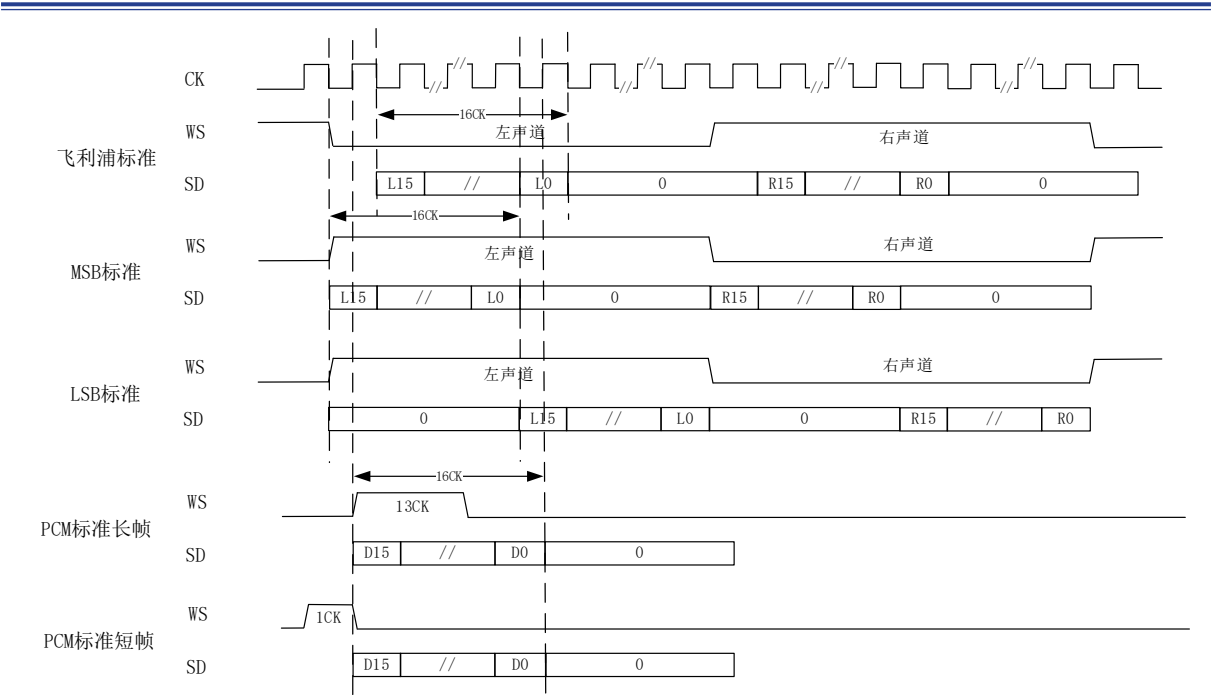 CK // // // // // // // //
16CK
飞利浦标准
WS 左声道 右声道
SD L15 // L0 0 R15 // R0 0
16CK
MSB标准
WS 左声道 右声道
SD L15 // L0 0 R15 // R0 0
LSB标准
WS 左声道 右声道
SD 0 L15 // L0 0 R15 // R0
16CK
PCM标准长帧
WS 13CK
SD D15 // D0 0
PCM标准短帧
WS 1CK
SD D15 // D0 0